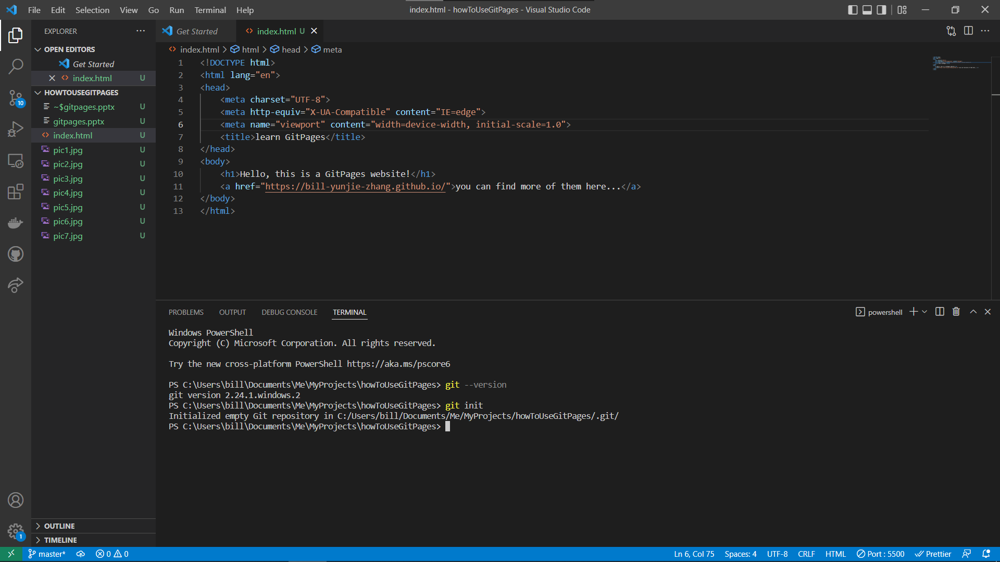 File Edit Selection View Go Run Terminal Help
index.html - howToUseGitPages - Visual Studio Code
EXPLORER
OPEN EDITORS
Get Started
index.html U
HOWTOUSEGITPAGES
~$gitpages.pptx U
gitpages.pptx U
index.html U
pic1.jpg U
pic2.jpg U
pic3.jpg U
pic4.jpg U
pic5.jpg U
pic6.jpg U
pic7.jpg U
OUTLINE
TIMELINE
10
1
Get Started index.html U
index.html > html > head > meta
1 <!DOCTYPE html>
2 <html lang="en">
3 <head>
4 <meta charset="UTF-8">
5 <meta http-equiv="X-UA-Compatible" content="IE=edge">
6 <meta name="viewport" content="width=device-width, initial-scale=1.0">
7 <title>learn GitPages</title>
8 </head>
9 <body>
10 <h1>Hello, this is a GitPages website!</h1>
11 <a href="https://bill-yunjie-zhang.github.io/">you can find more of them here...</a>
12 </body>
13 </html>
PROBLEMS OUTPUT DEBUG CONSOLE TERMINAL
powershell
Windows PowerShell
Copyright (C) Microsoft Corporation. All rights reserved.
Try the new cross-platform PowerShell https://aka.ms/pscore6
PS C:\Users\bill\Documents\Me\MyProjects\howToUseGitPages> git --version
git version 2.24.1.windows.2
PS C:\Users\bill\Documents\Me\MyProjects\howToUseGitPages> git init
Initialized empty Git repository in C:/Users/bill/Documents/Me/MyProjects/howToUseGitPages/.git/
PS C:\Users\bill\Documents\Me\MyProjects\howToUseGitPages>
master* 0 0
Ln 6, Col 75 Spaces: 4 UTF-8 CRLF HTML Port : 5500 Prettier